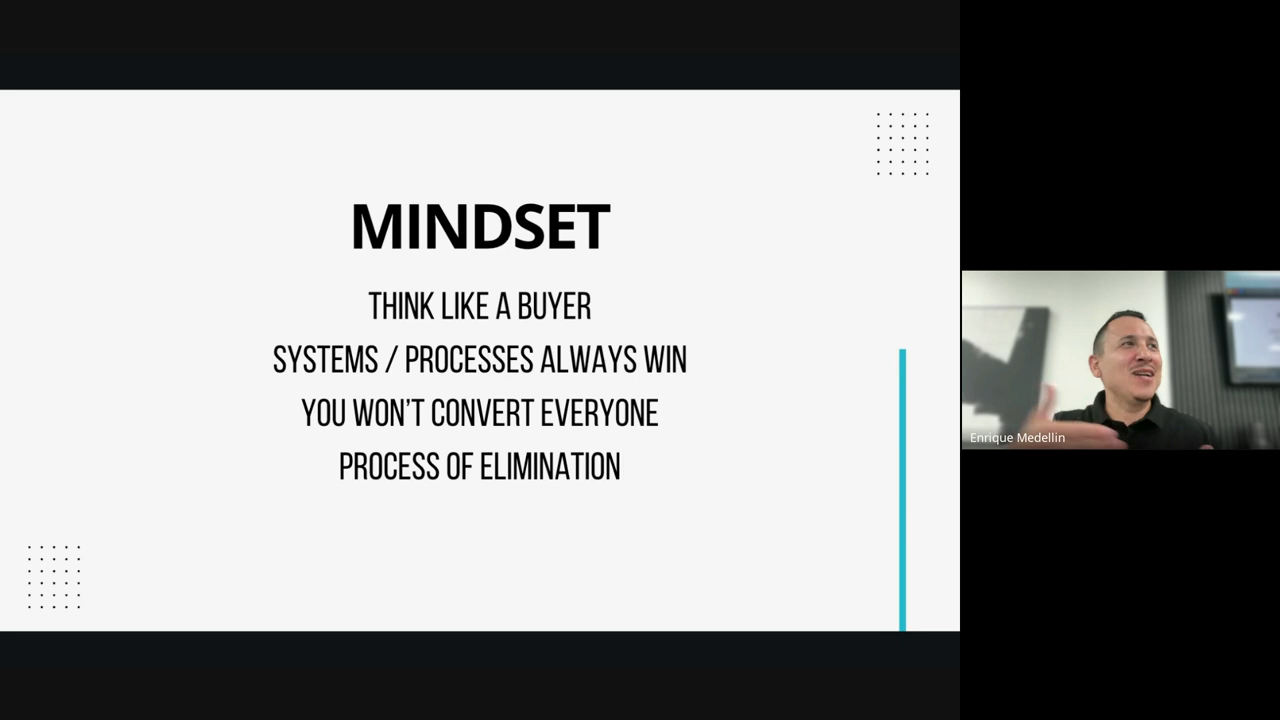 MINDSET
THINK LIKE A BUYER
SYSTEMS / PROCESSES ALWAYS WIN
YOU WON'T CONVERT EVERYONE
PROCESS OF ELIMINATION
Enrique Medellin